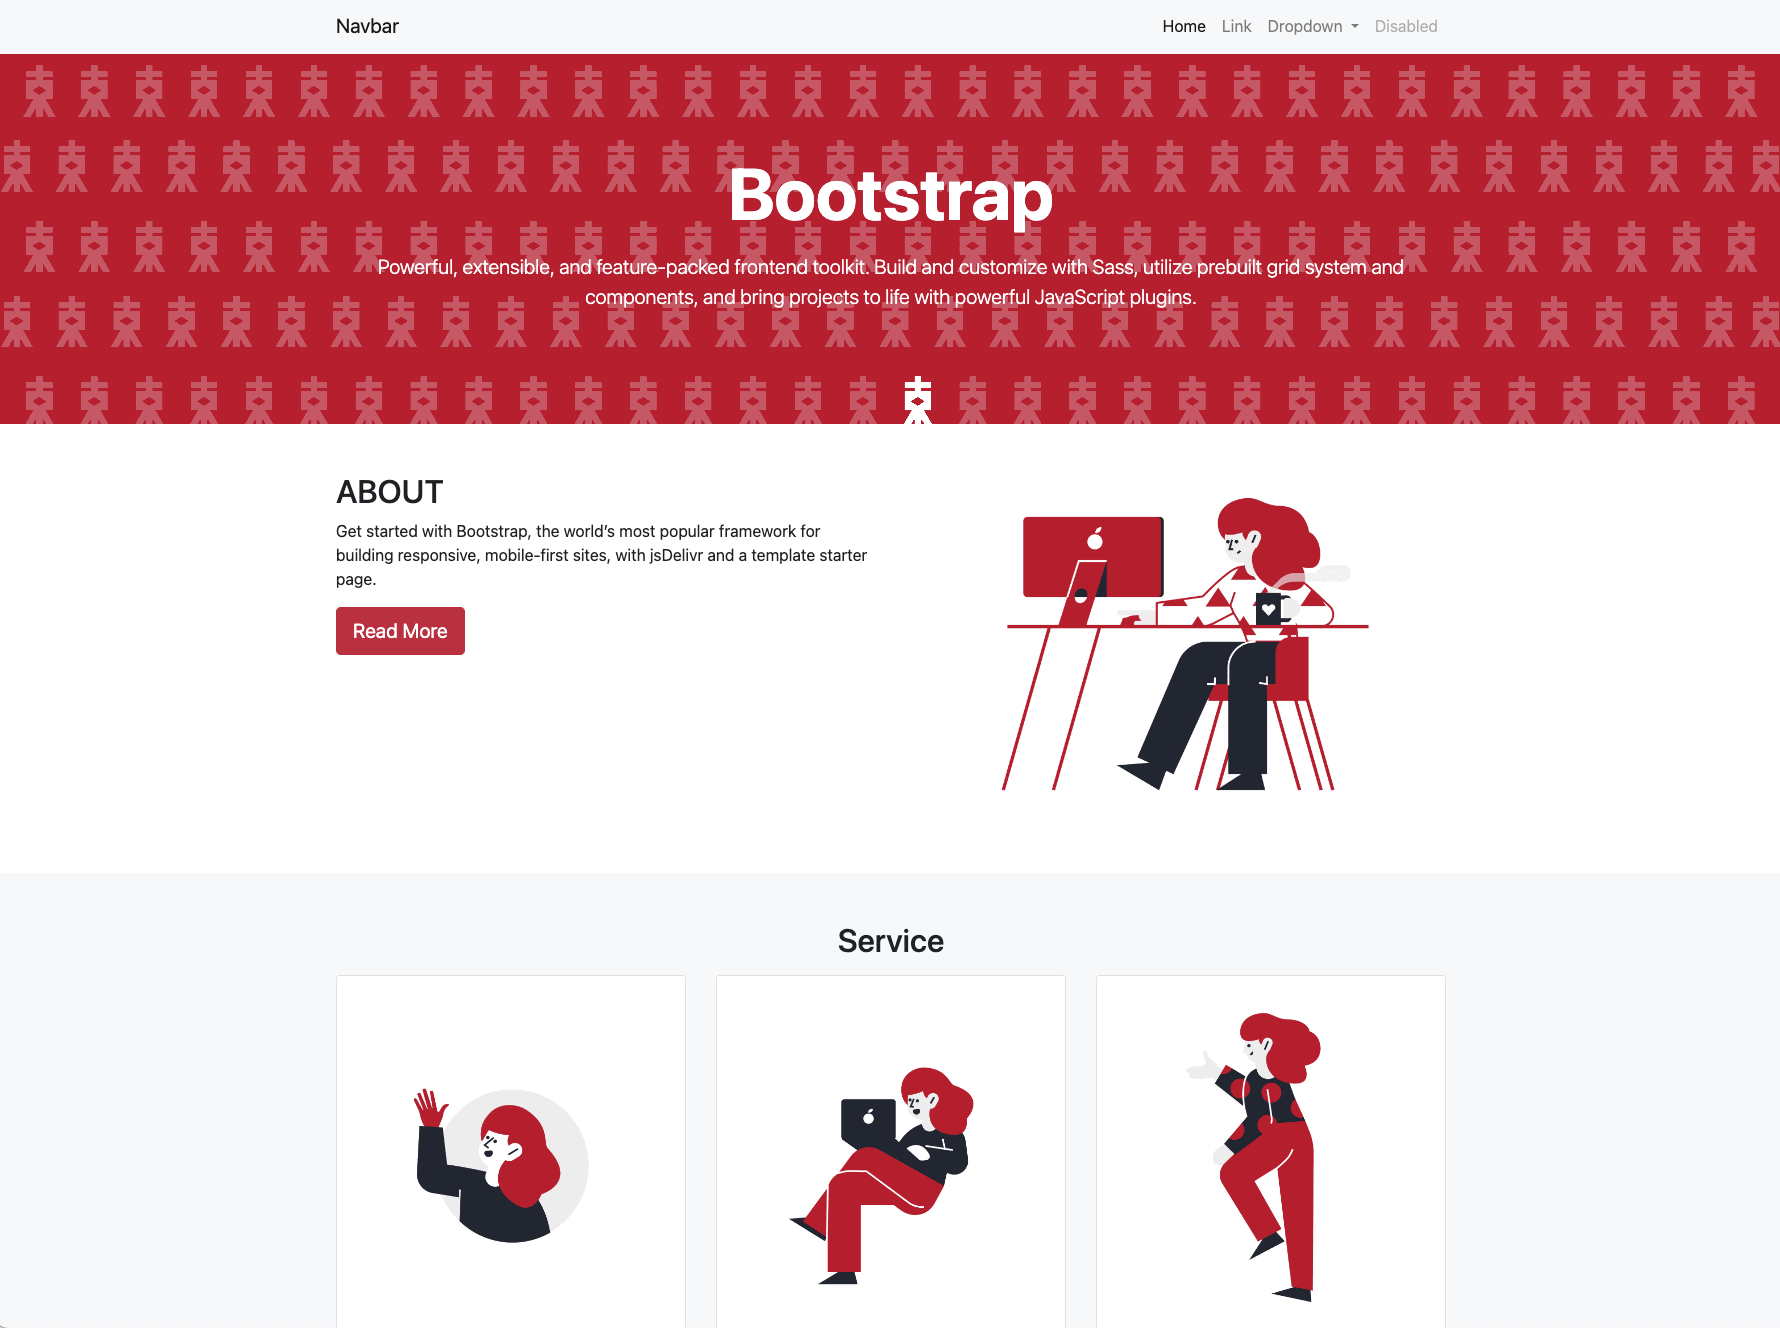 Navbar
Home Link Dropdown Disabled
Bootstrap
Powerful, extensible, and feature-packed frontend toolkit. Build and customize with Sass, utilize prebuilt grid system and
components, and bring projects to life with powerful JavaScript plugins.
ABOUT
Get started with Bootstrap, the world’s most popular framework for
building responsive, mobile-first sites, with jsDelivr and a template starter
page.
Read More
Service